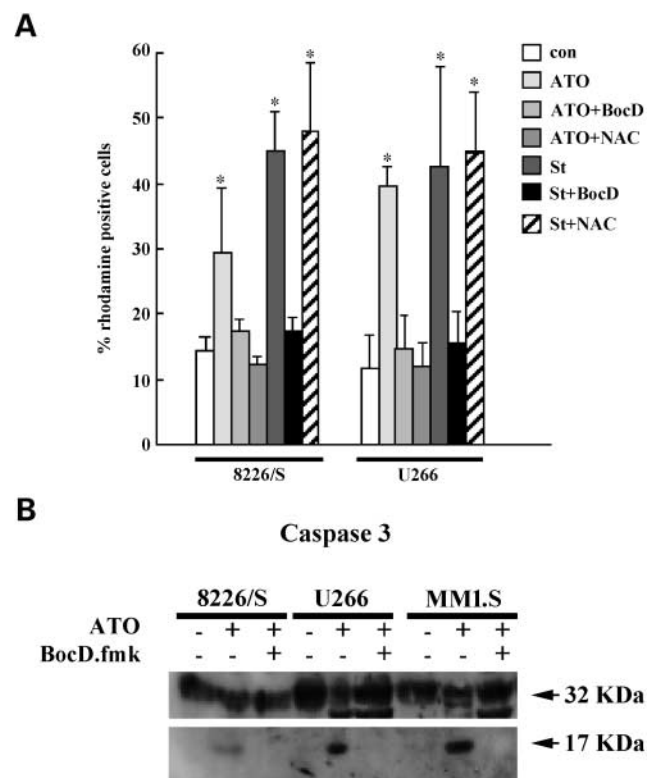 A
60
50
40
30
20
10
0
% rhodamine positive cells
* * * * * *
con
ATO
ATO+BocD
ATO+NAC
St
St+BocD
St+NAC
8226/S U266
B
Caspase 3
8226/S U266 MM1.S
ATO - + + - + + - + +
BocD.fmk - - + - - + - - +
32 KDa
17 KDa